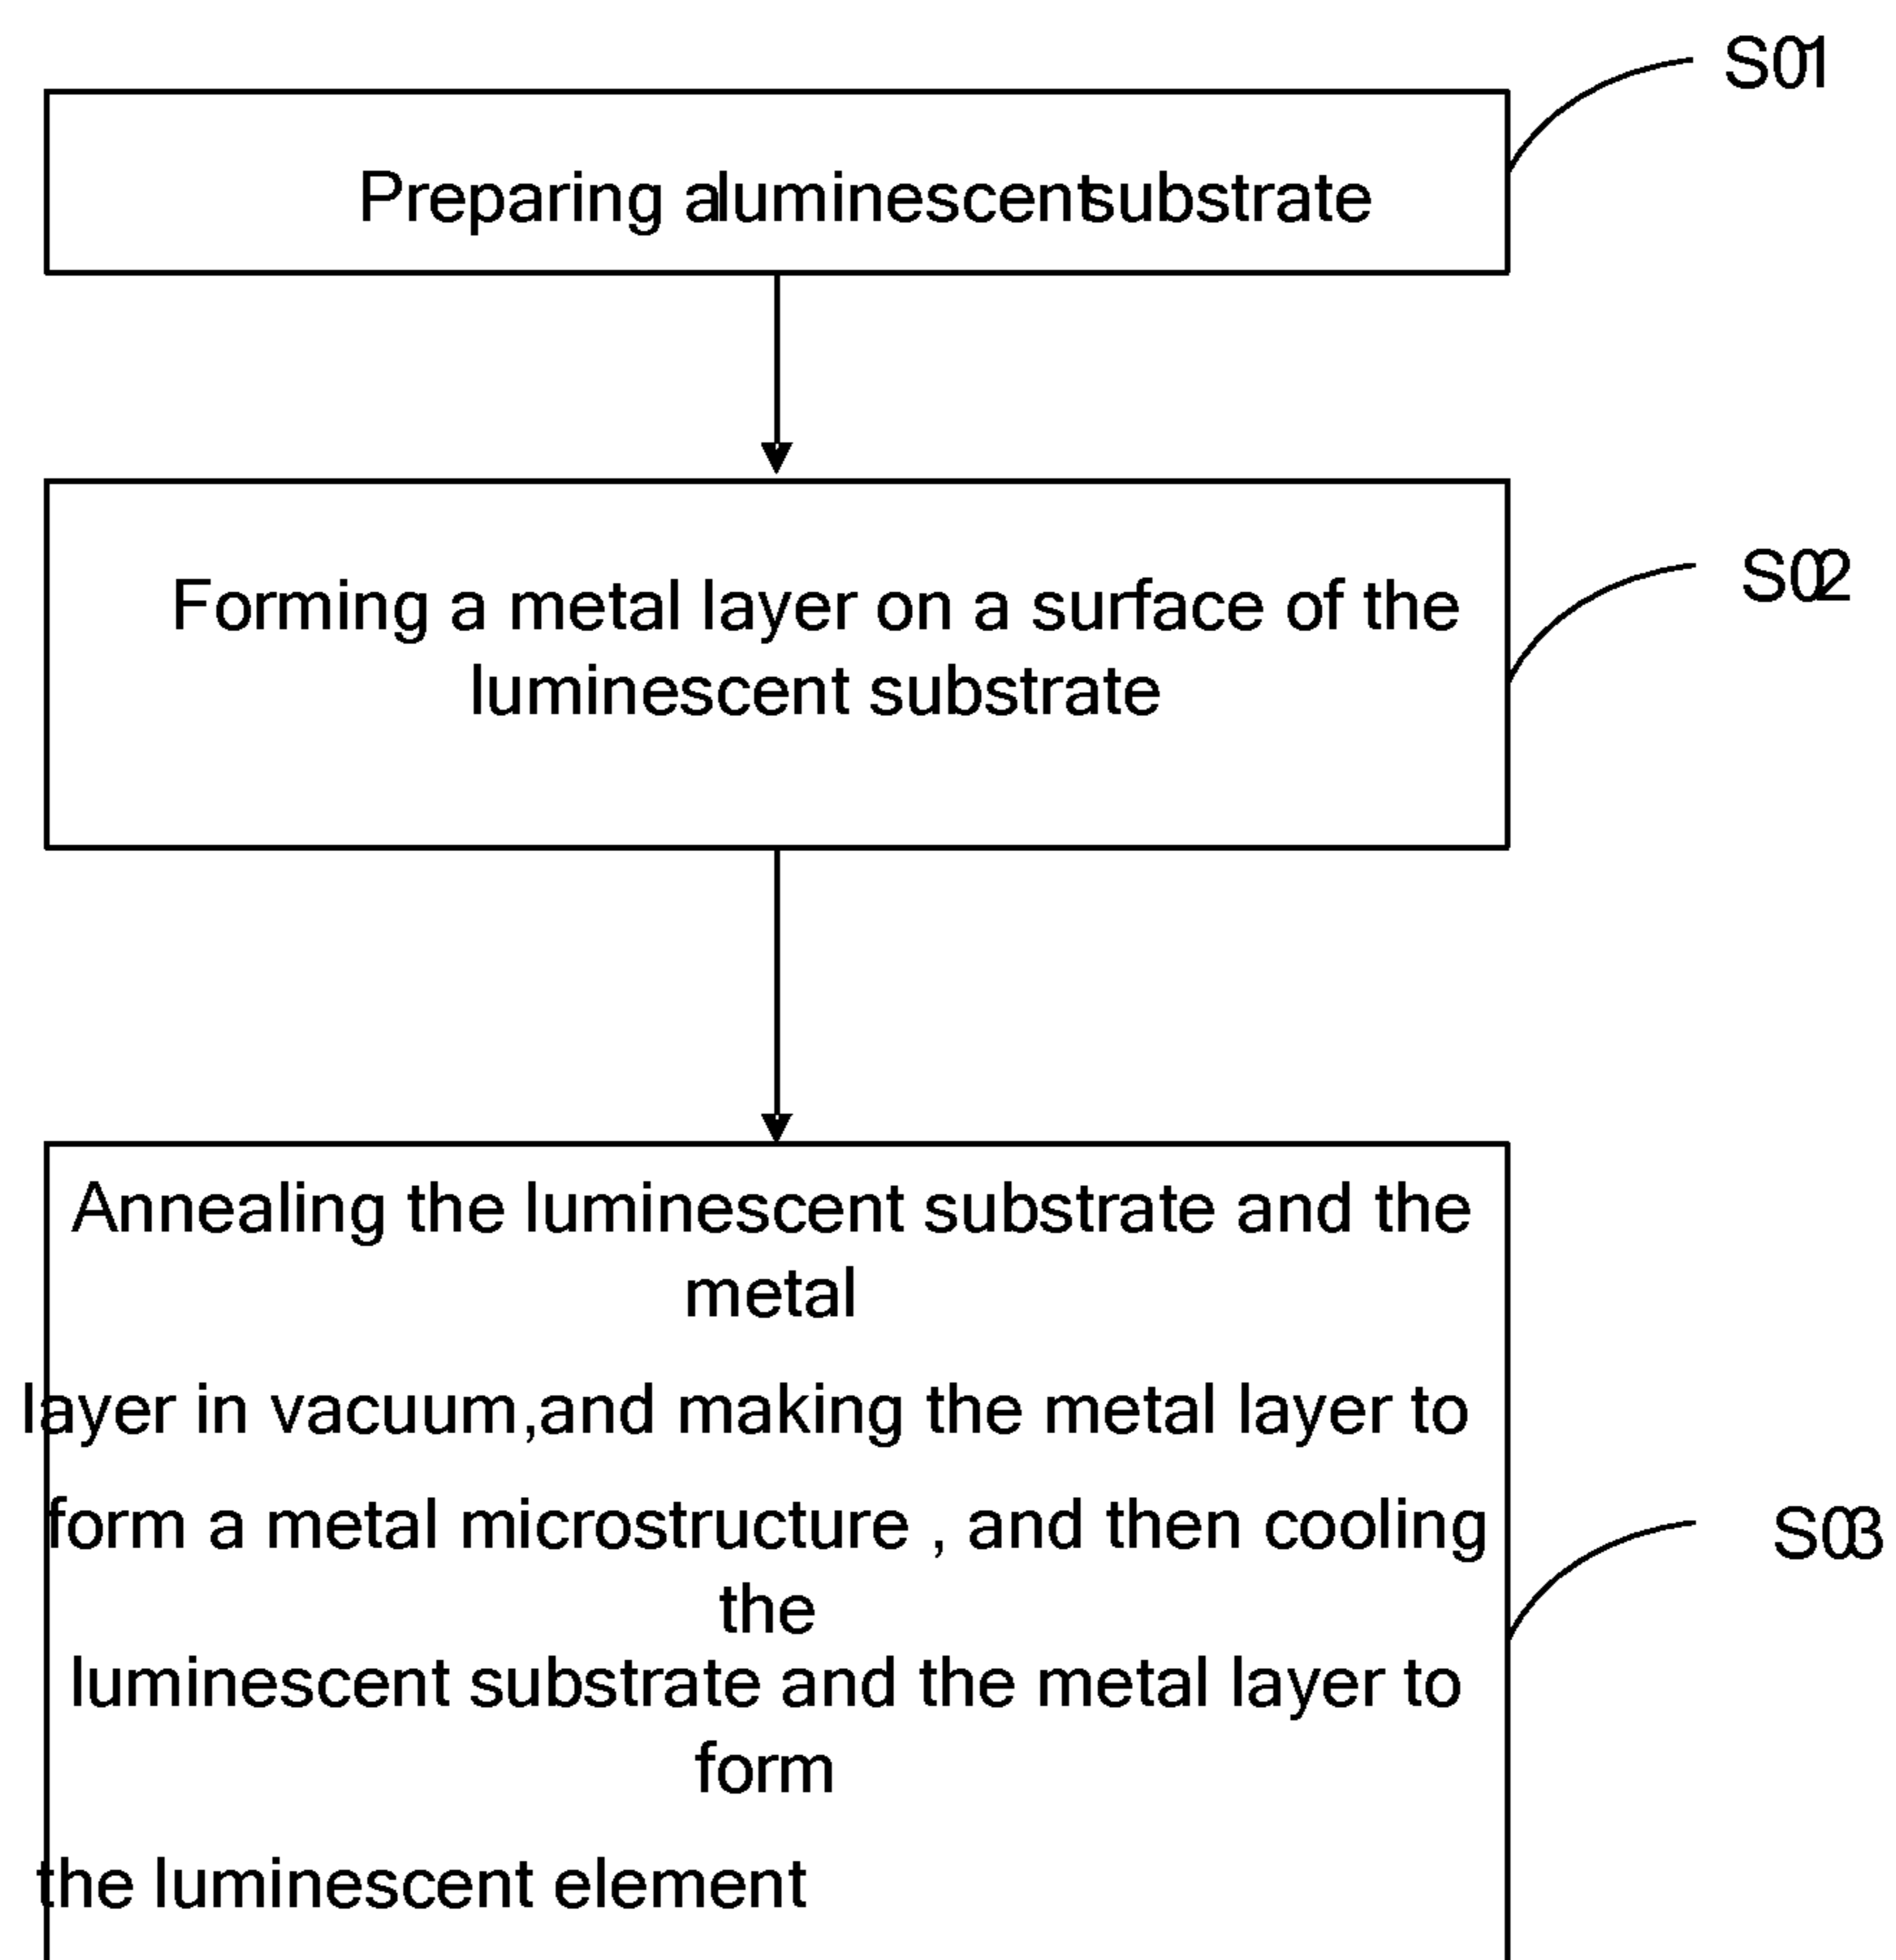 S01
Preparing a luminescent substrate
Forming a metal layer on a surface of the
luminescent substrate
S02
Annealing the luminescent substrate and the
metal
layer in vacuum,and making the metal layer to
form a metal microstructure , and then cooling
the
luminescent substrate and the metal layer to
form
the luminescent element
S03